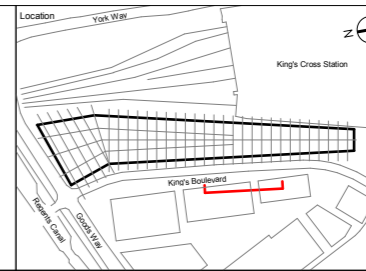 Location
York Way
N
King's Cross Station
King's Boulevard
Regents Canal
Goods Way